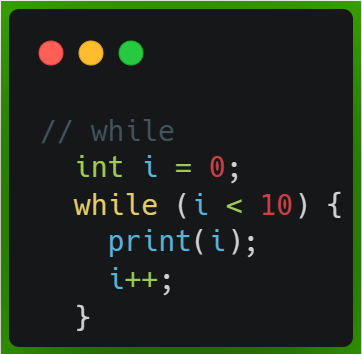 // while
int i = 0;
while (i < 10) {
print(i);
i++;
}